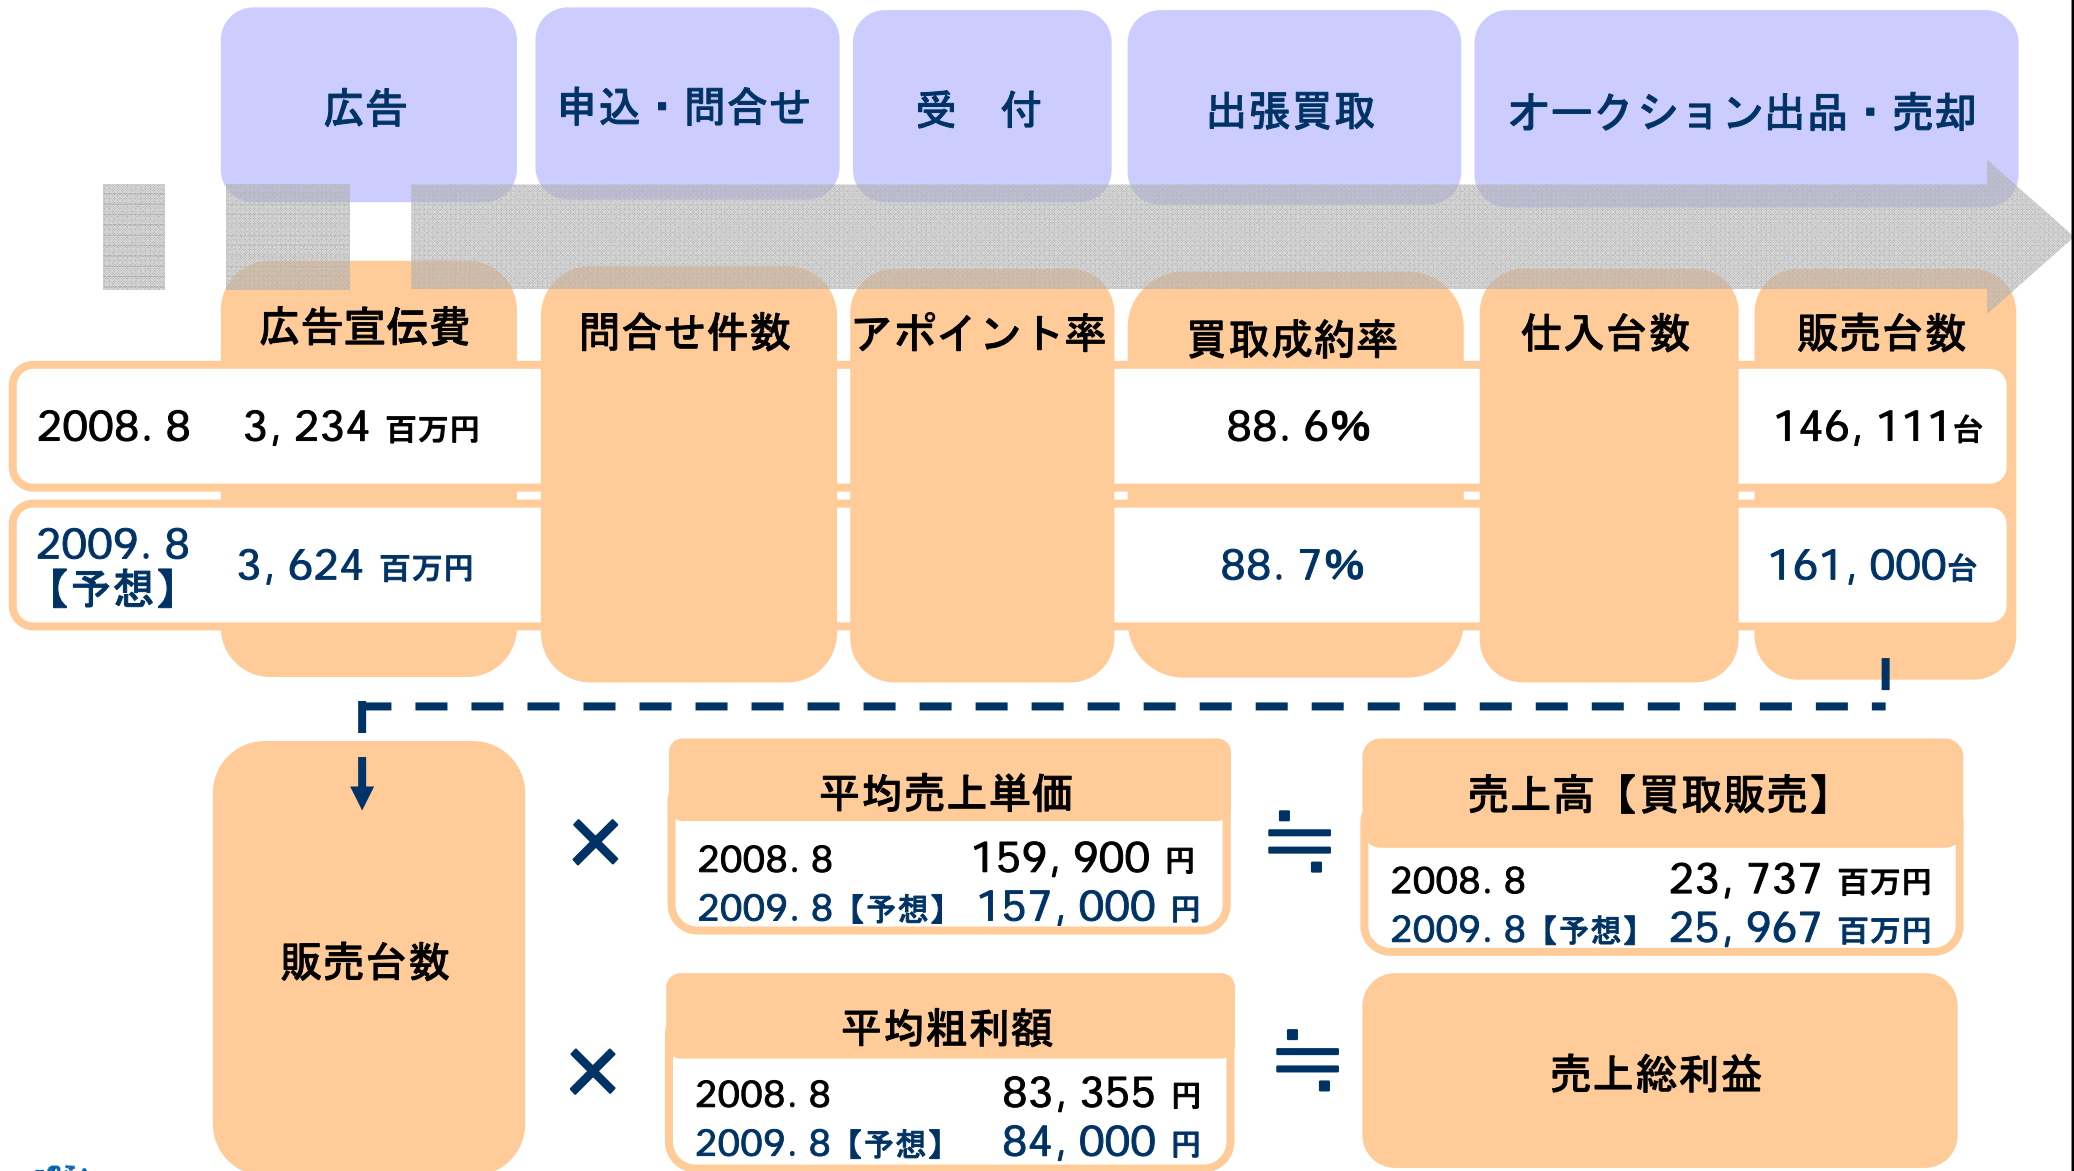 広告
申込・問合せ
受　付
出張買取
オークション出品・売却
広告宣伝費
問合せ件数
アポイント率
買取成約率
仕入台数
販売台数
2008. 8 3, 234 百万円 88. 6% 146, 111台
2009. 8
【予想】
3, 624 百万円 88. 7% 161, 000台
販売台数
×
平均売上単価
2008. 8 159, 900 円
2009. 8【予想】 157, 000 円
≒
売上高【買取販売】
2008. 8 23, 737 百万円
2009. 8【予想】 25, 967 百万円
×
平均粗利額
2008. 8 83, 355 円
2009. 8【予想】 84, 000 円
≒
売上総利益